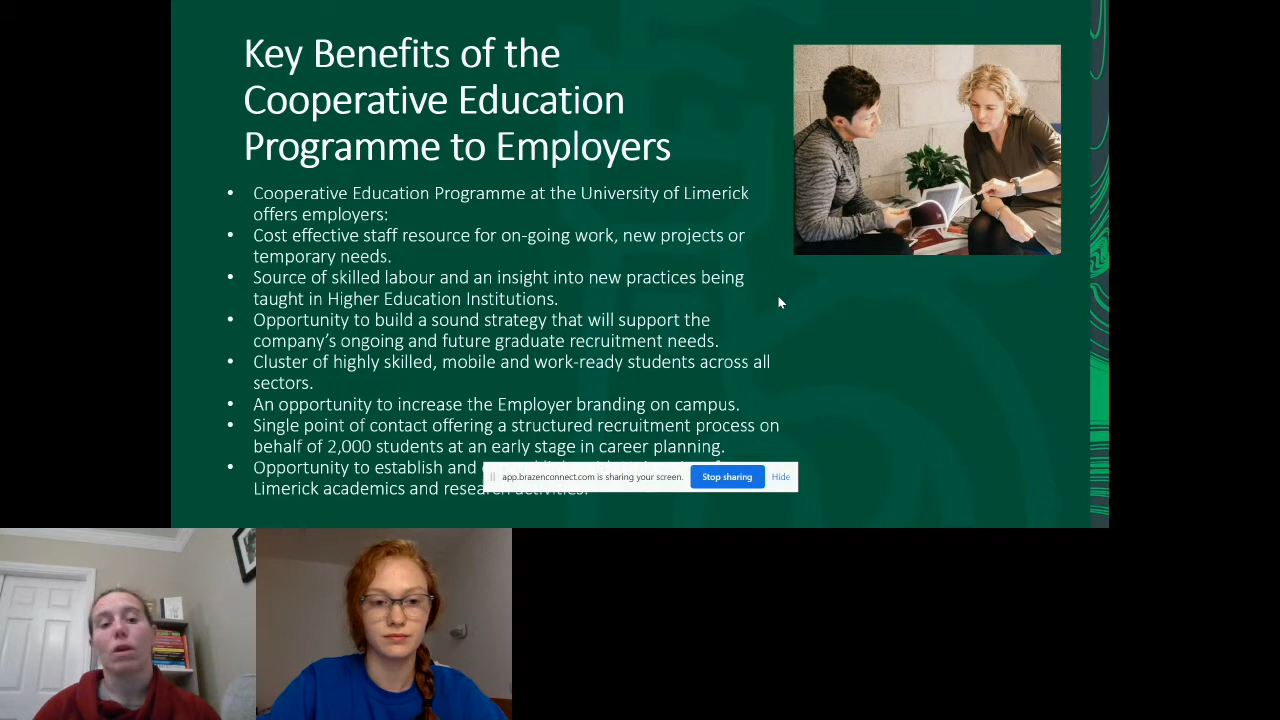 Key Benefits of the
Cooperative Education
Programme to Employers
• Cooperative Education Programme at the University of Limerick
offers employers:
• Cost effective staff resource for on-going work, new projects or
temporary needs.
• Source of skilled labour and an insight into new practices being
taught in Higher Education Institutions.
• Opportunity to build a sound strategy that will support the
company's ongoing and future graduate recruitment needs.
• Cluster of highly skilled, mobile and work-ready students across all
sectors.
• An opportunity to increase the Employer branding on campus.
• Single point of contact offering a structured recruitment process on
behalf of 2,000 students at an early stage in career planning.
• Opportunity to establish and
Limerick academics and research activities.
app.brazenconnect.com is sharing your screen. Stop sharing Hide